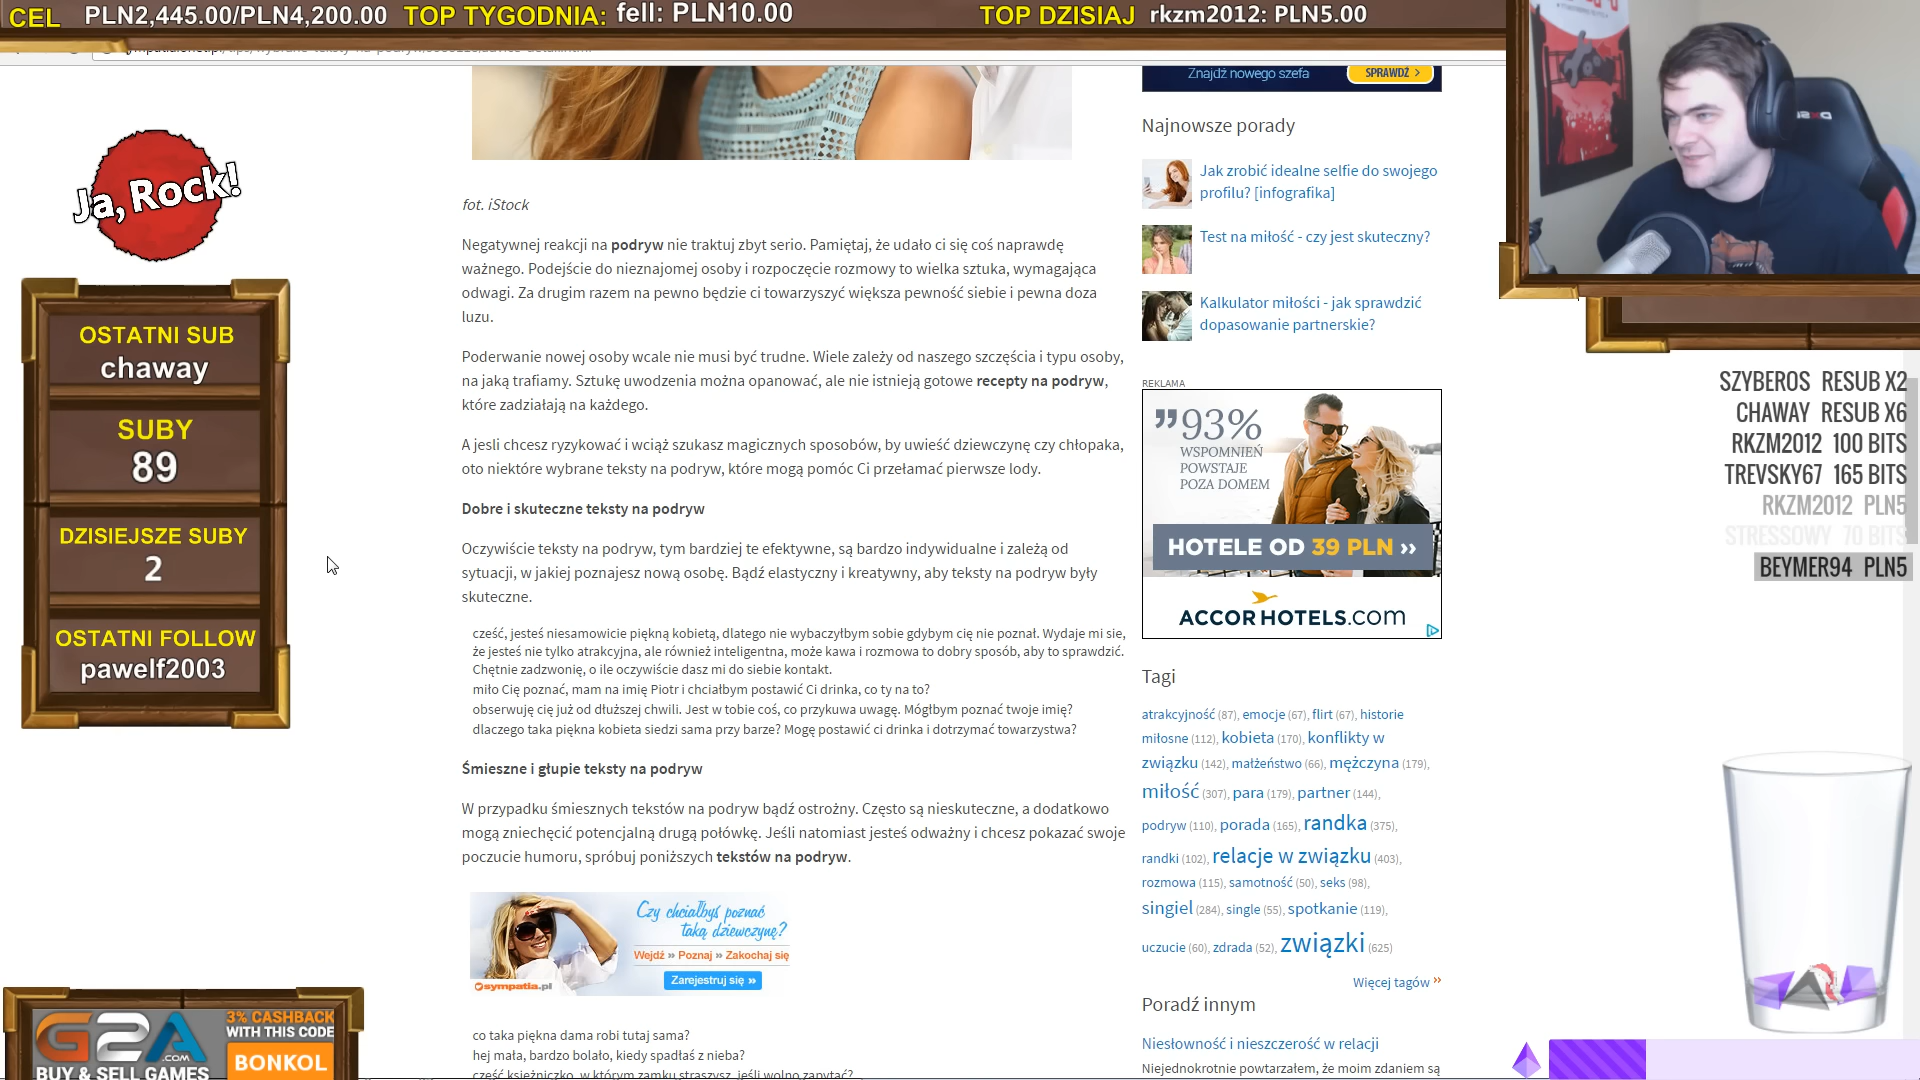 CEL PLN2,445.00/PLN4,200.00 TOP TYGODNIA: fell: PLN10.00 TOP DZISIAJ rkzm2012: PLN5.00
Ja, Rock!
OSTATNI SUB
chaway
SUBY
89
DZISIEJSZE SUBY
2
OSTATNI FOLLOW
pawelf2003
G2A
.COM
BUY & SELL GAMES
3% CASHBACK
WITH THIS CODE
BONKOL
fot. iStock
Negatywnej reakcji na podryw nie traktuj zbyt serio. Pamiętaj, że udało ci się coś naprawdę
ważnego. Podejście do nieznajomej osoby i rozpoczęcie rozmowy to wielka sztuka, wymagająca
odwagi. Za drugim razem na pewno będzie ci towarzyszyć większa pewność siebie i pewna doza
luzu.
Poderwanie nowej osoby wcale nie musi być trudne. Wiele zależy od naszego szczęścia i typu osoby,
na jaką trafiamy. Sztukę uwodzenia można opanować, ale nie istnieją gotowe recepty na podryw,
które zadziałają na każdego.
A jesli chcesz ryzykować i wciąż szukasz magicznych sposobów, by uwieść dziewczynę czy chłopaka,
oto niektóre wybrane teksty na podryw, które mogą pomóc Ci przełamać pierwsze lody.
Dobre i skuteczne teksty na podryw
Oczywiście teksty na podryw, tym bardziej te efektywne, są bardzo indywidualne i zależą od
sytuacji, w jakiej poznajesz nową osobę. Bądź elastyczny i kreatywny, aby teksty na podryw były
skuteczne.
cześć, jesteś niesamowicie piękną kobietą, dlatego nie wybaczyłbym sobie gdybym cię nie poznał. Wydaje mi sie,
że jesteś nie tylko atrakcyjna, ale również inteligentna, może kawa i rozmowa to dobry sposób, aby to sprawdzić.
Chętnie zadzwonię, o ile oczywiście dasz mi do siebie kontakt.
miło Cię poznać, mam na imię Piotr i chciałbym postawić Ci drinka, co ty na to?
obserwuję cię już od dłuższej chwili. Jest w tobie coś, co przykuwa uwagę. Mógłbym poznać twoje imię?
dlaczego taka piękna kobieta siedzi sama przy barze? Mogę postawić ci drinka i dotrzymać towarzystwa?
Śmieszne i głupie teksty na podryw
W przypadku śmiesznych tekstów na podryw bądź ostrożny. Często są nieskuteczne, a dodatkowo
mogą zniechęcić potencjalną drugą połówkę. Jeśli natomiast jesteś odważny i chcesz pokazać swoje
poczucie humoru, spróbuj poniższych tekstów na podryw.
Czy chciałbyś poznać
taką dziewczynę?
Wejdź » Poznaj » Zakochaj się
Zarejestruj się »
sympatia.pl
co taka piękna dama robi tutaj sama?
hej mała, bardzo bolało, kiedy spadłaś z nieba?
cześć księżniczko, w którym zamku straszysz, jeśli wolno zapytać?
Znajdź nowego szefa
SPRAWDŹ >
Najnowsze porady
Jak zrobić idealne selfie do swojego
profilu? [infografika]
Test na miłość - czy jest skuteczny?
Kalkulator miłości - jak sprawdzić
dopasowanie partnerskie?
REKLAMA
”93%
WSPOMNIEŃ
POWSTAJE
POZA DOMEM
HOTELE OD 39 PLN »
ACCORHOTELS.com
Tagi
atrakcyjność (87), emocje (67), flirt (67), historie
miłosne (112), kobieta (170), konflikty w
związku (142), małżeństwo (66), mężczyzna (179),
miłość (307), para (179), partner (144),
podryw (110), porada (165), randka (375),
randki (102), relacje w związku (403),
rozmowa (115), samotność (50), seks (98),
singiel (284), single (55), spotkanie (119),
uczucie (60), zdrada (52), związki (625)
Więcej tagów »
Poradź innym
Niesłowność i nieszczerość w relacji
Niejednokrotnie powtarzałem, że moim zdaniem są
SZYBEROS RESUB X2
CHAWAY RESUB X6
RKZM2012 100 BITS
TREVSKY67 165 BITS
RKZM2012 PLN5
STRESSOWY 70 BITS
BEYMER94 PLN5